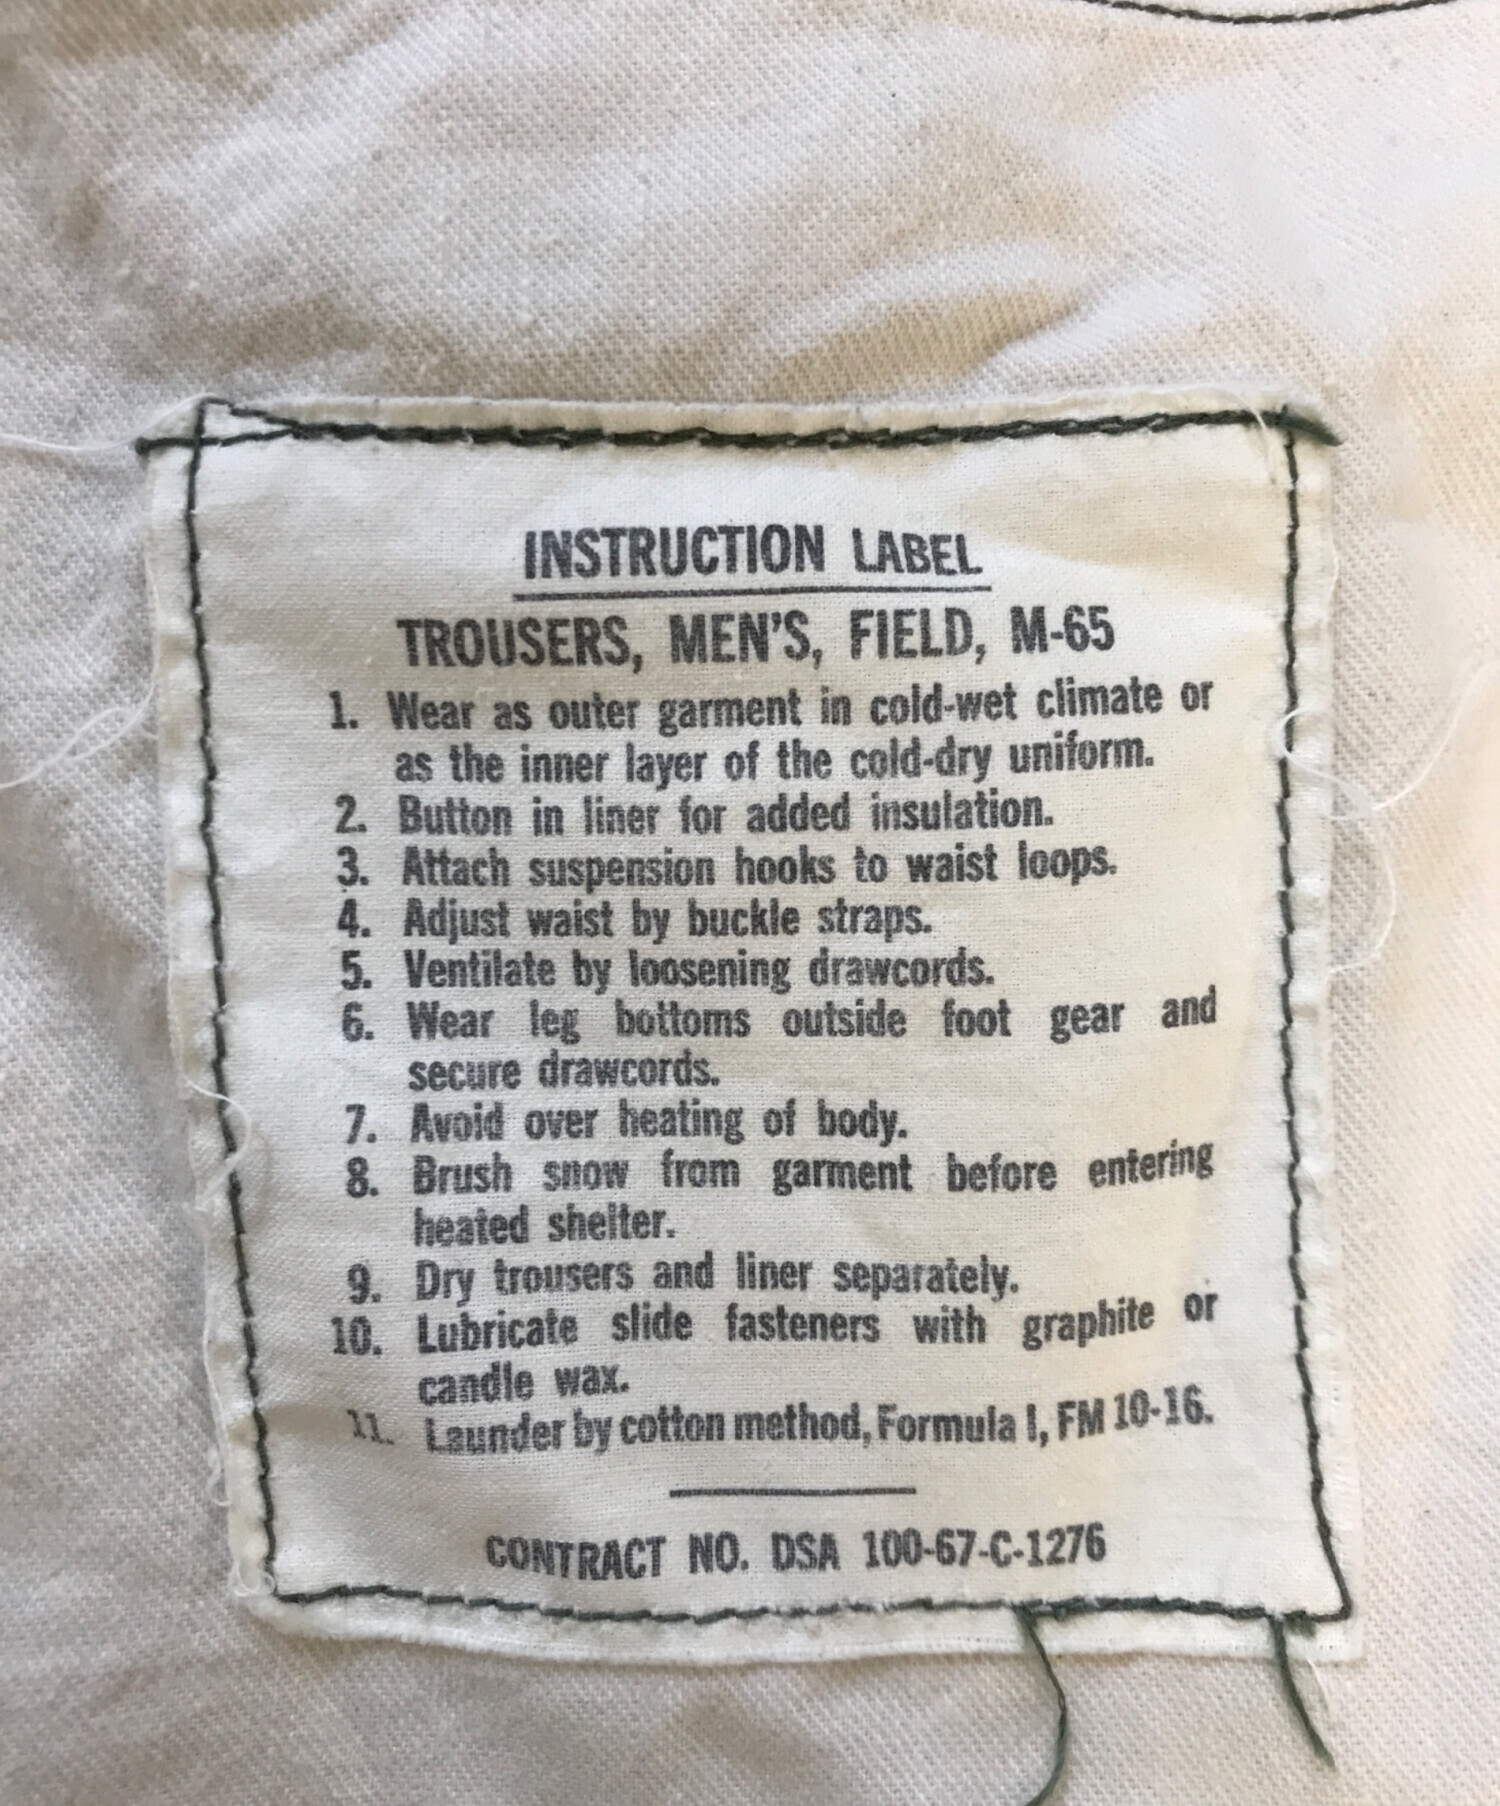 INSTRUCTION LABEL
TROUSERS, MEN'S, FIELD, M-65
1. Wear as outer garment in cold-wet climate or
as the inner layer of the cold-dry uniform.
2. Button in liner for added insulation.
3. Attach suspension hooks to waist loops.
4. Adjust waist by buckle straps.
5. Ventilate by loosening drawcords.
6. Wear leg bottoms outside foot gear and
secure drawcords.
7. Avoid over heating of body.
8. Brush snow from garment before entering
heated shelter.
9. Dry trousers and liner separately.
10. Lubricate slide fasteners with graphite or
candle wax.
11. Launder by cotton method, Formula I, FM 10-16.
CONTRACT NO. DSA 100-67-C-1276